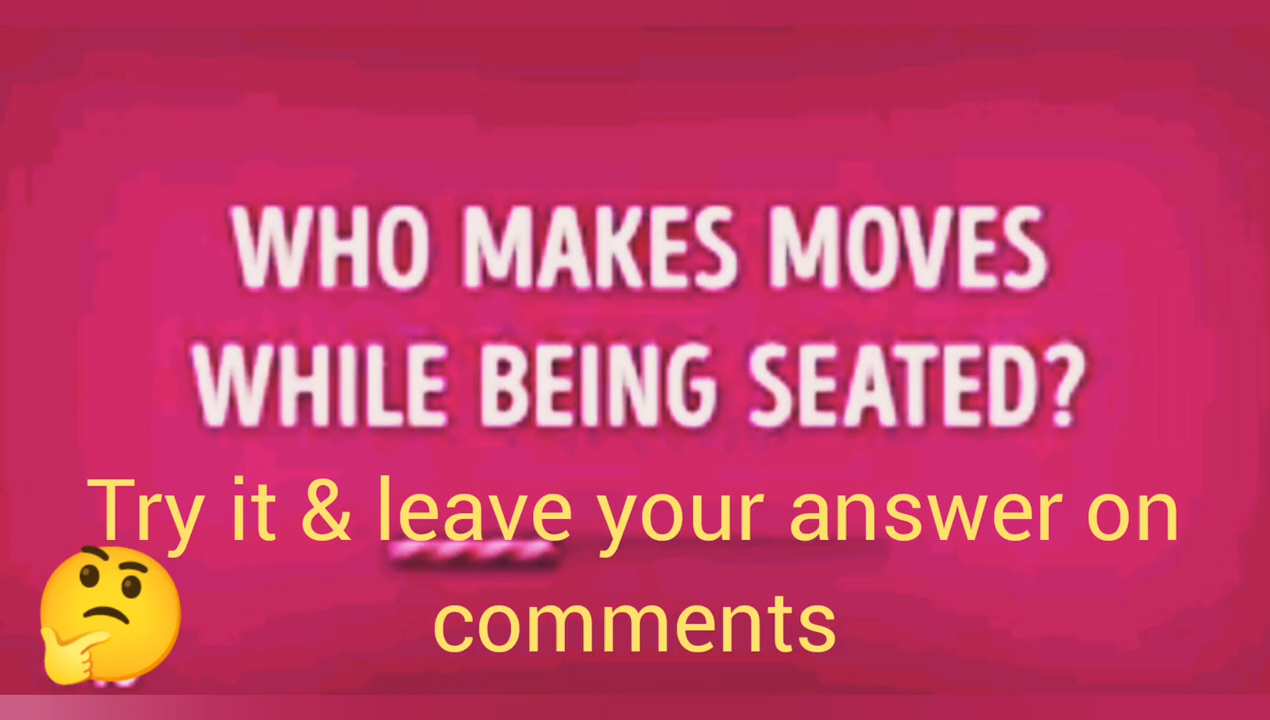 WHO MAKES MOVES
WHILE BEING SEATED?
Try it & leave your answer on
comments